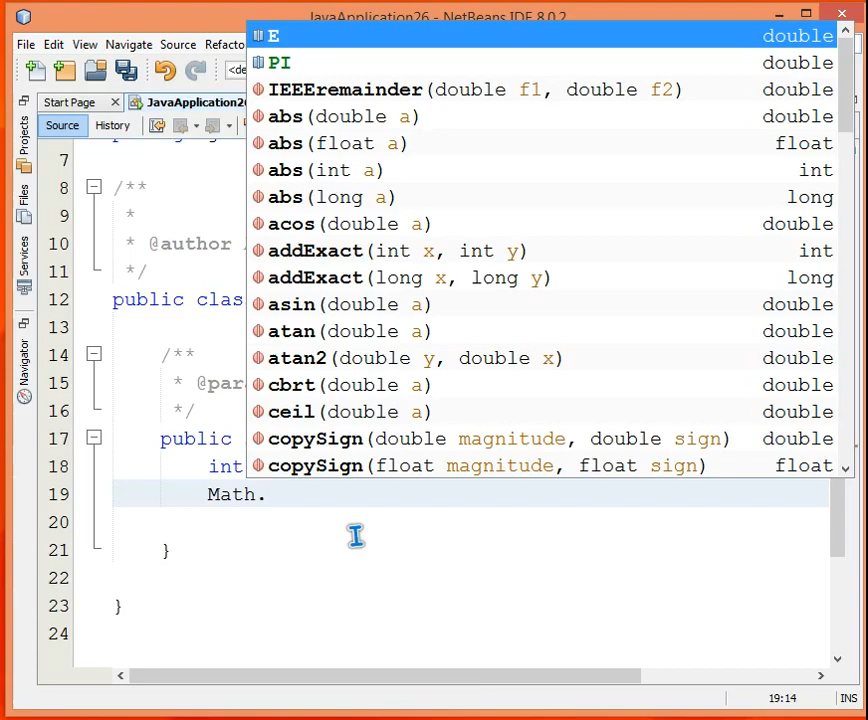 JavaApplication26 - NetBeans IDE 8.0.2
File Edit View Navigate Source Refacto
<de
Start Page JavaApplication26
Source History
Projects
Files
Services
Navigator
E double
PI double
IEEEremainder(double f1, double f2) double
abs(double a) double
abs(float a) float
abs(int a) int
abs(long a) long
acos(double a) double
addExact(int x, int y) int
addExact(long x, long y) long
asin(double a) double
atan(double a) double
atan2(double y, double x) double
cbrt(double a) double
ceil(double a) double
copySign(double magnitude, double sign) double
copySign(float magnitude, float sign) float
7
8 /**
9 *
10 * @author
11 */
12 public clas
13
14 /**
15 * @para
16 */
17 public
18 int
19 Math.
20
21 }
22
23 }
24
19:14 INS